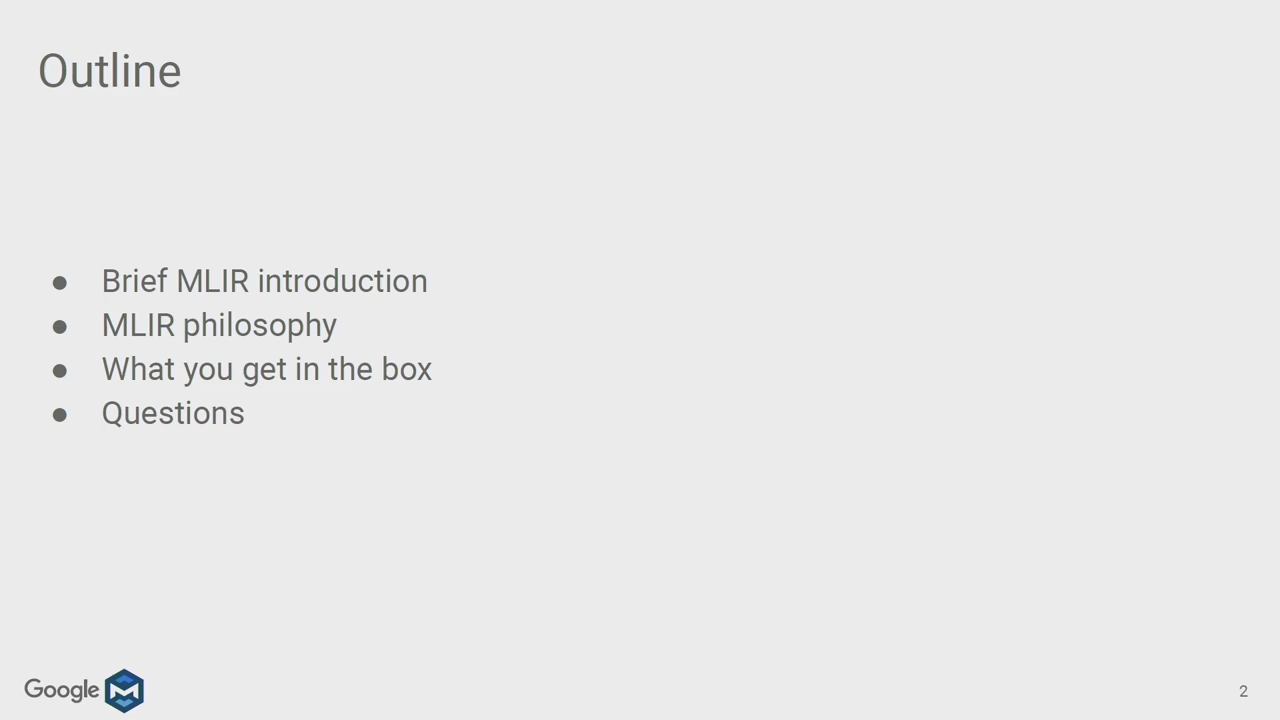 Outline
● Brief MLIR introduction
● MLIR philosophy
● What you get in the box
● Questions
Google
2